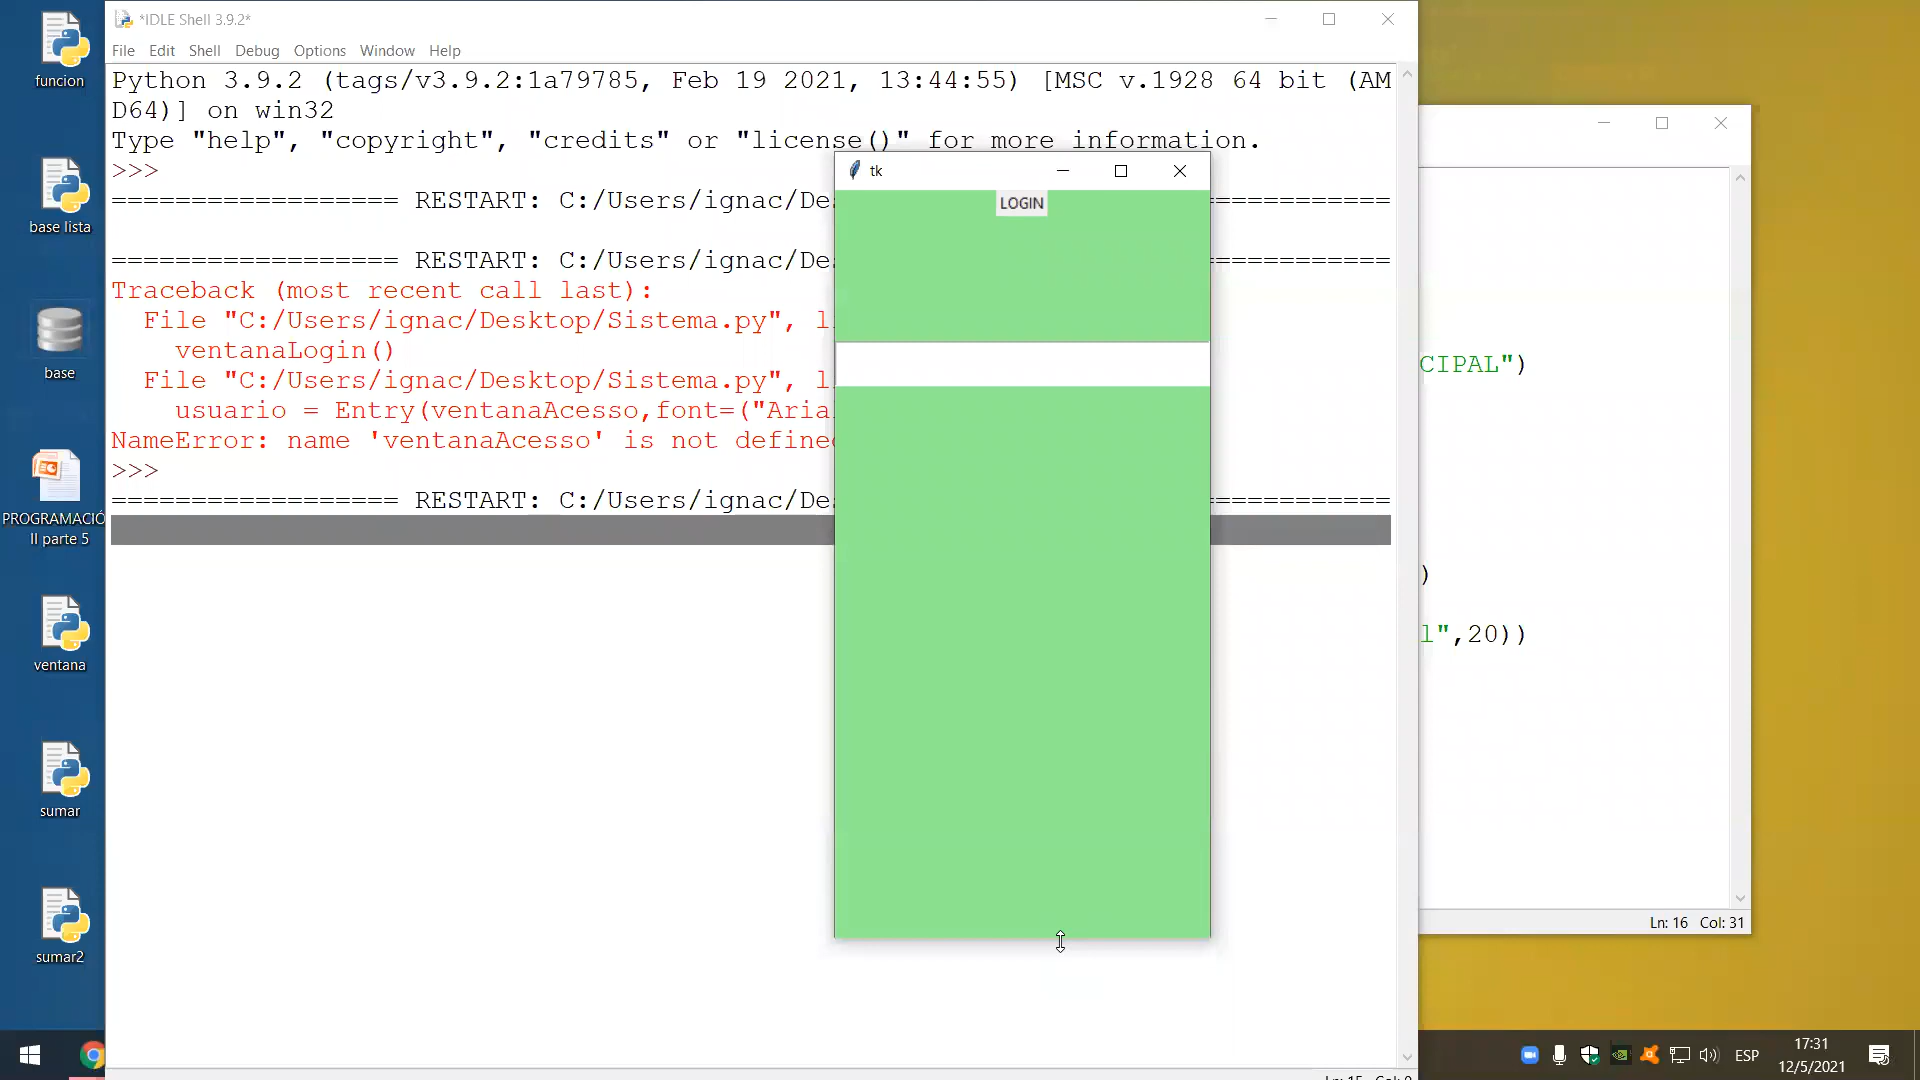 funcion
base lista
base
PROGRAMACIÓ
II parte 5
ventana
sumar
sumar2
*IDLE Shell 3.9.2*
File Edit Shell Debug Options Window Help
Python 3.9.2 (tags/v3.9.2:1a79785, Feb 19 2021, 13:44:55) [MSC v.1928 64 bit (AM
D64)] on win32
Type "help", "copyright", "credits" or "license()" for more information.
>>>
================== RESTART: C:/Users/ignac/De ===========
================== RESTART: C:/Users/ignac/De ===========
Traceback (most recent call last):
File "C:/Users/ignac/Desktop/Sistema.py", l
ventanaLogin()
File "C:/Users/ignac/Desktop/Sistema.py", l
usuario = Entry(ventanaAcesso,font=("Aria
NameError: name 'ventanaAcesso' is not define
>>>
================== RESTART: C:/Users/ignac/De ===========
tk
LOGIN
CIPAL")
)
l",20))
Ln: 16 Col: 31
ESP
17:31
12/5/2021